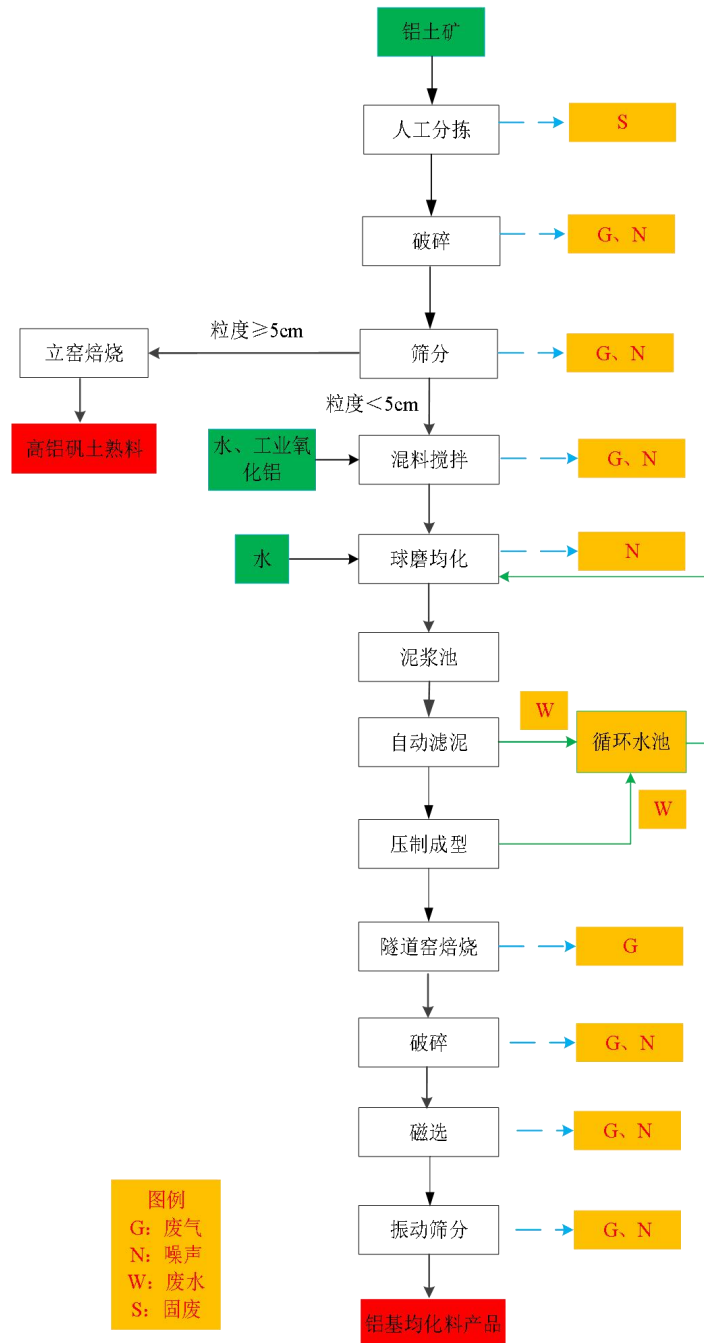 铝土矿
人工分拣
S
破碎
G、N
粒度≥5cm
立窑焙烧
筛分
G、N
粒度＜5cm
高铝矾土熟料
水、工业氧
化铝
混料搅拌
G、N
水
球磨均化
N
泥浆池
W
自动滤泥
循环水池
W
压制成型
隧道窑焙烧
G
破碎
G、N
磁选
G、N
图例
G：废气
N：噪声
W：废水
S：固废
振动筛分
G、N
铝基均化料产品